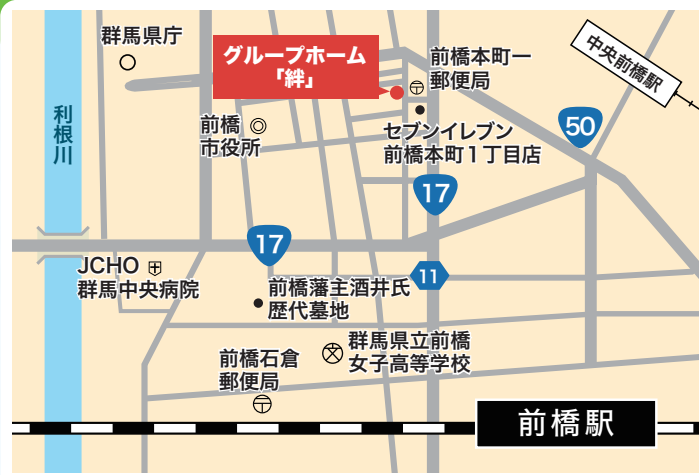 群馬県庁
グループホーム
「絆」
前橋本町一
郵便局
中央前橋駅
利根川
前橋
市役所
セブンイレブン
前橋本町1丁目店
50
17
17
JCHO
群馬中央病院
11
前橋藩主酒井氏
歴代墓地
群馬県立前橋
女子高等学校
前橋石倉
郵便局
前橋駅